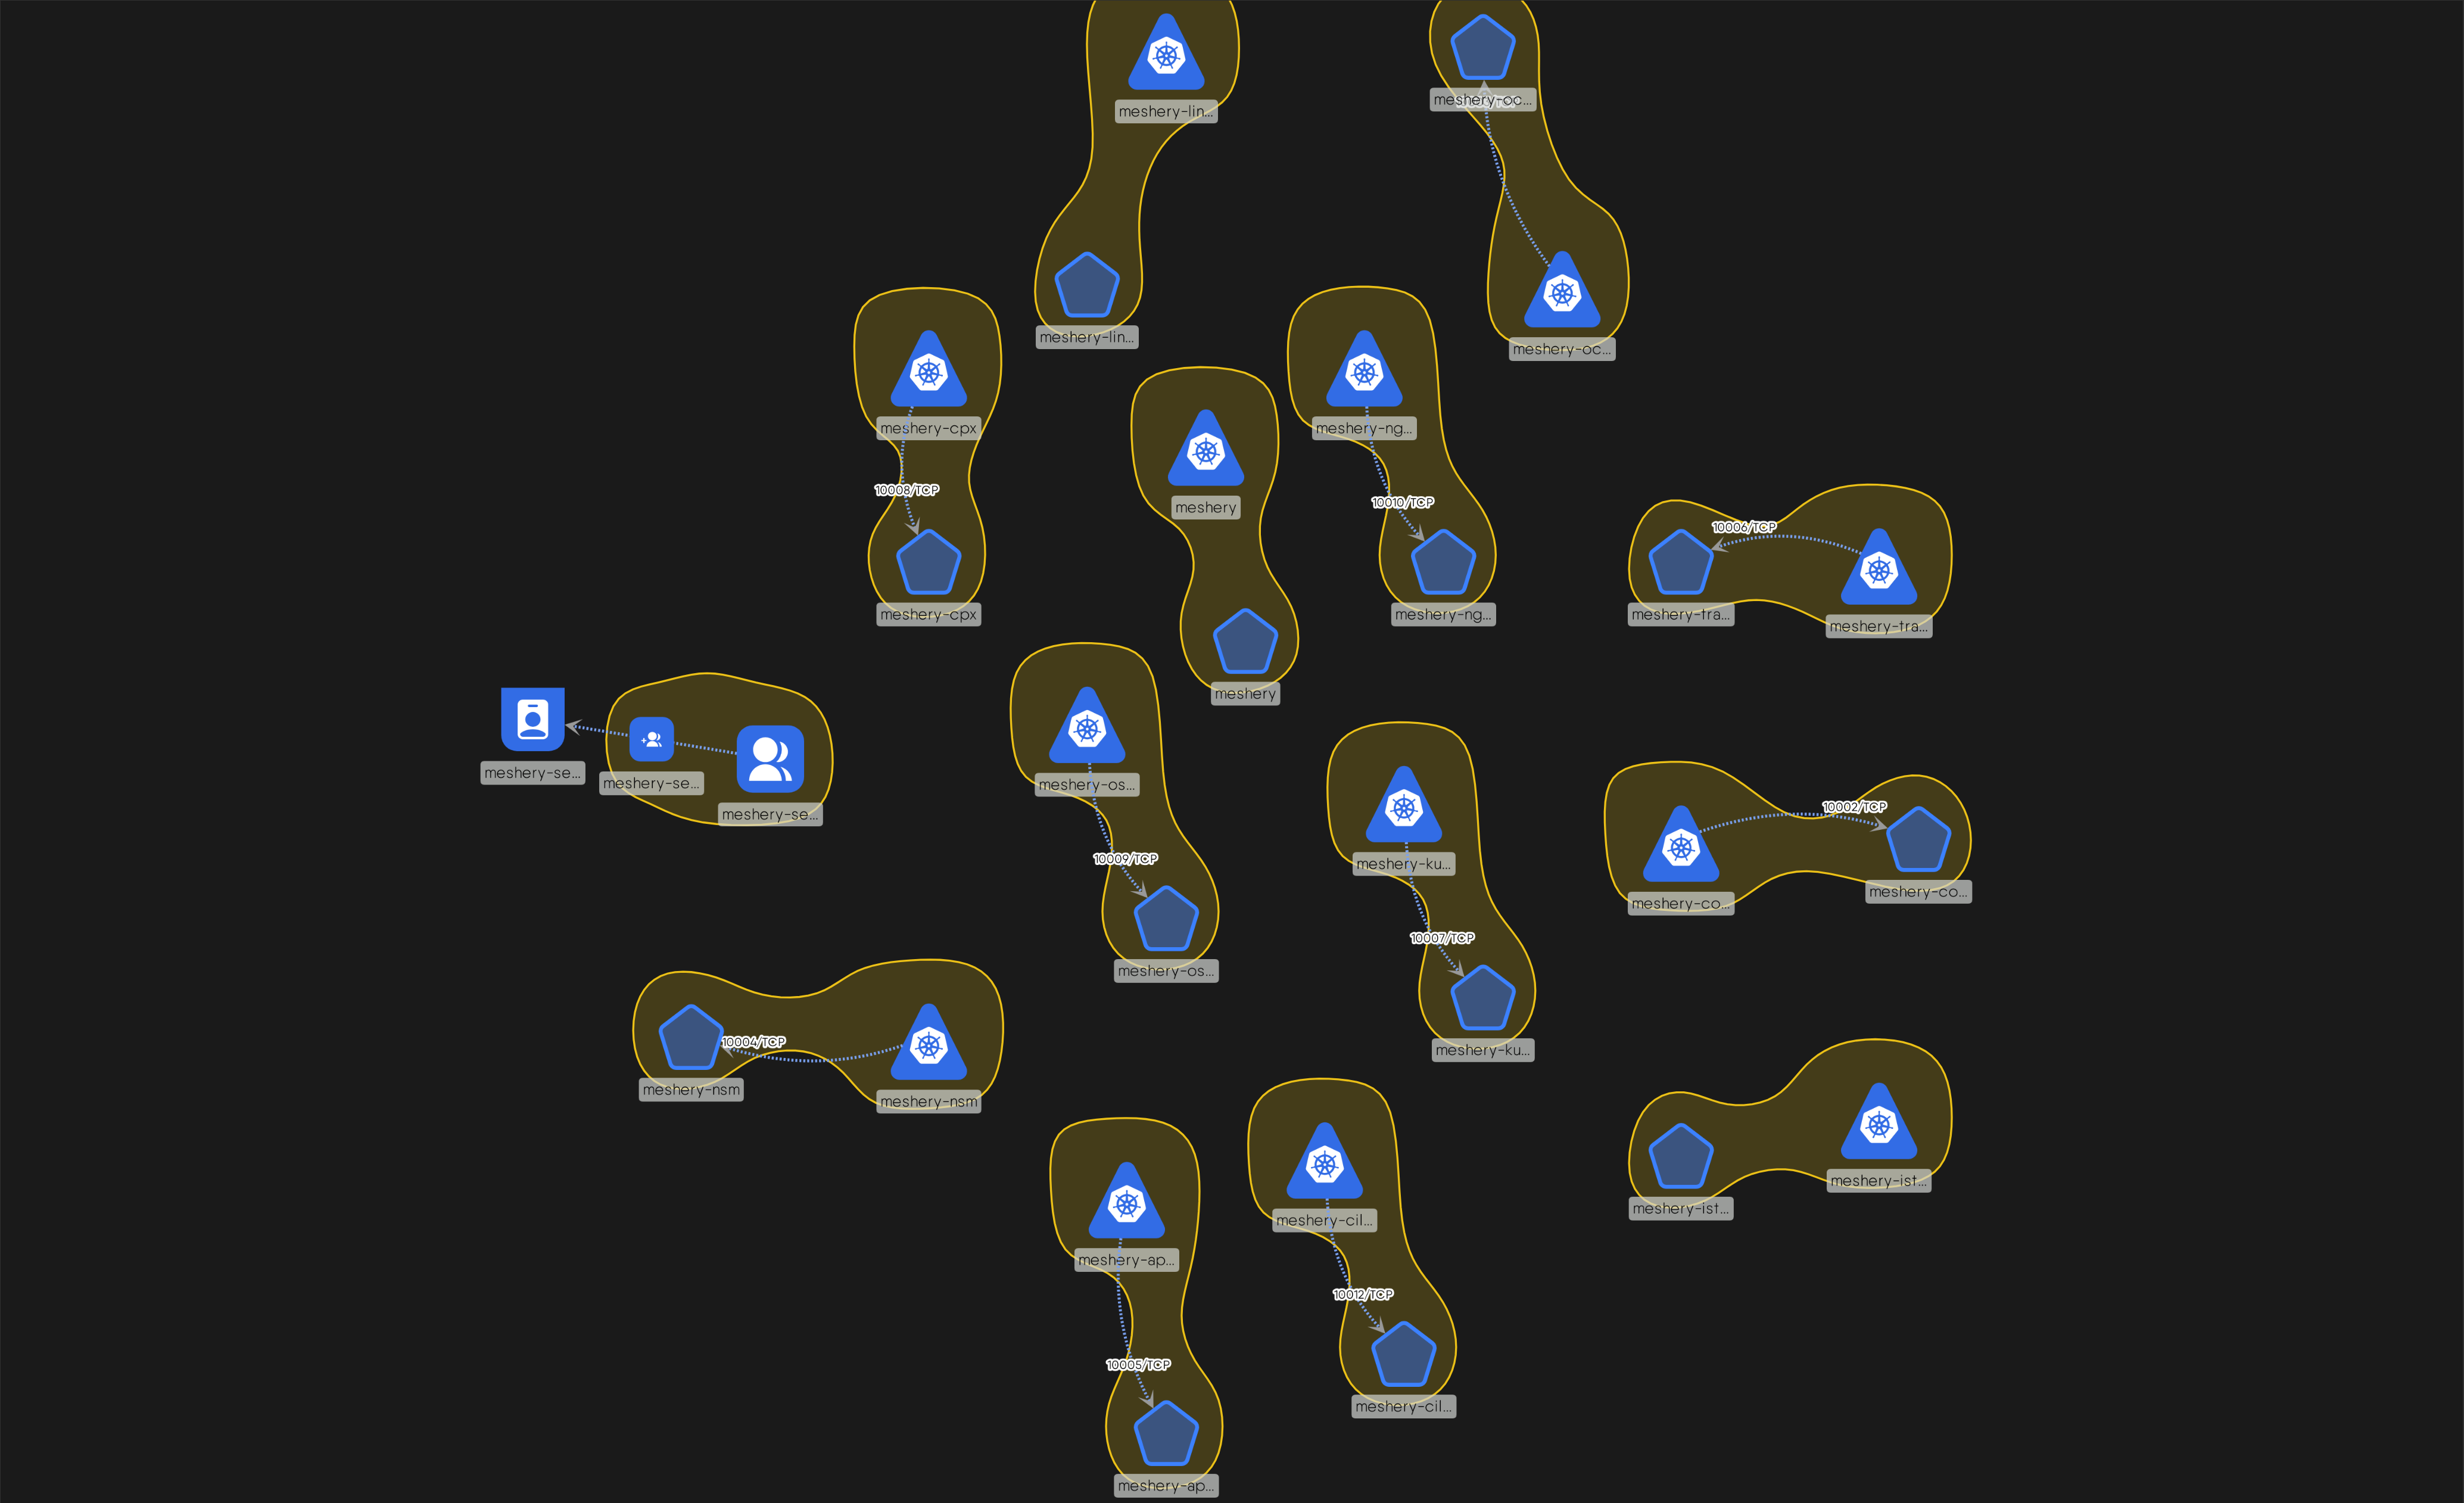 meshery-lin...
meshery-oc...
meshery-lin...
meshery-oc...
meshery-cpx
10008/TCP
meshery-cpx
meshery
meshery
meshery-ng...
10010/TCP
meshery-ng...
10006/TCP
meshery-tra...
meshery-tra...
meshery-se...
meshery-se...
meshery-se...
meshery-os...
10009/TCP
meshery-os...
meshery-ku...
10007/TCP
meshery-ku...
10002/TCP
meshery-co...
meshery-co...
10004/TCP
meshery-nsm
meshery-nsm
meshery-ap...
10005/TCP
meshery-ap...
meshery-cil...
10012/TCP
meshery-cil...
meshery-ist...
meshery-ist...